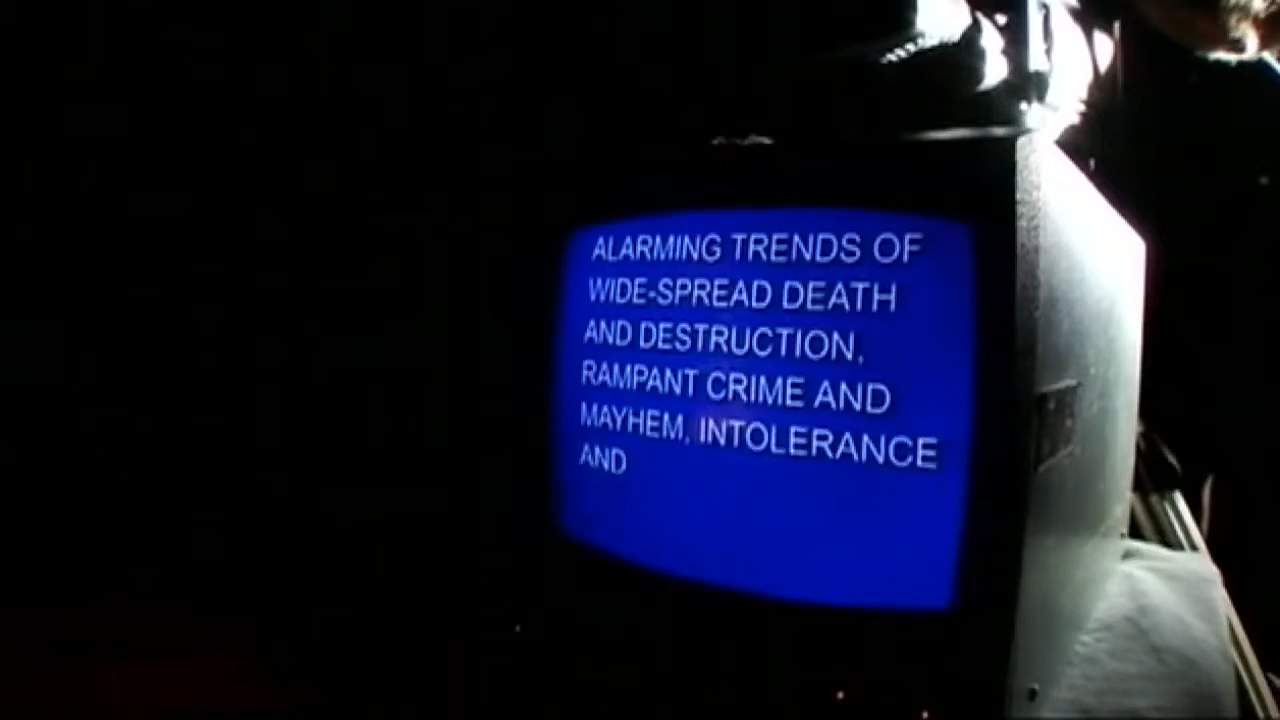 ALARMING TRENDS OF
WIDE-SPREAD DEATH
AND DESTRUCTION,
RAMPANT CRIME AND
MAYHEM, INTOLERANCE
AND